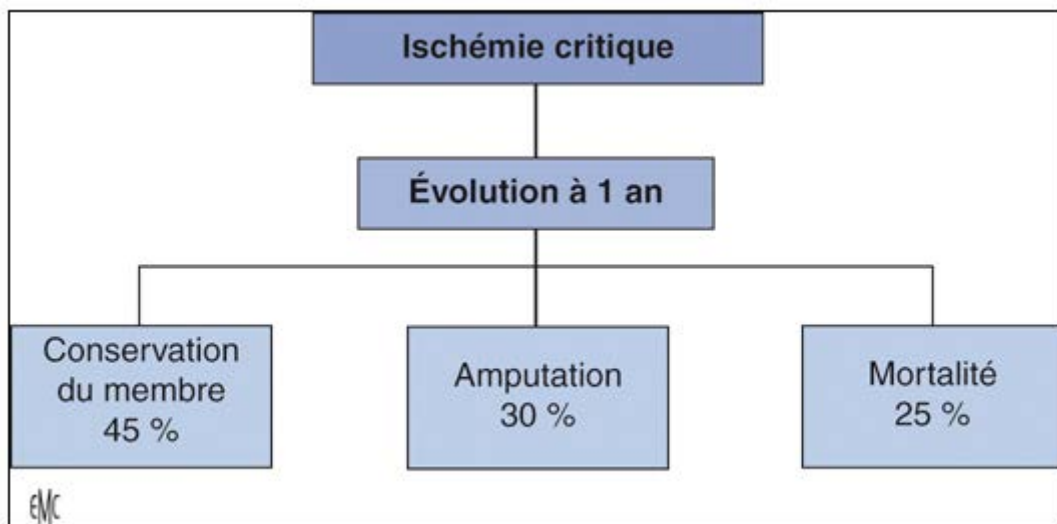 Ischémie critique
Évolution à 1 an
Conservation
du membre
45 %
Amputation
30 %
Mortalité
25 %
EMC